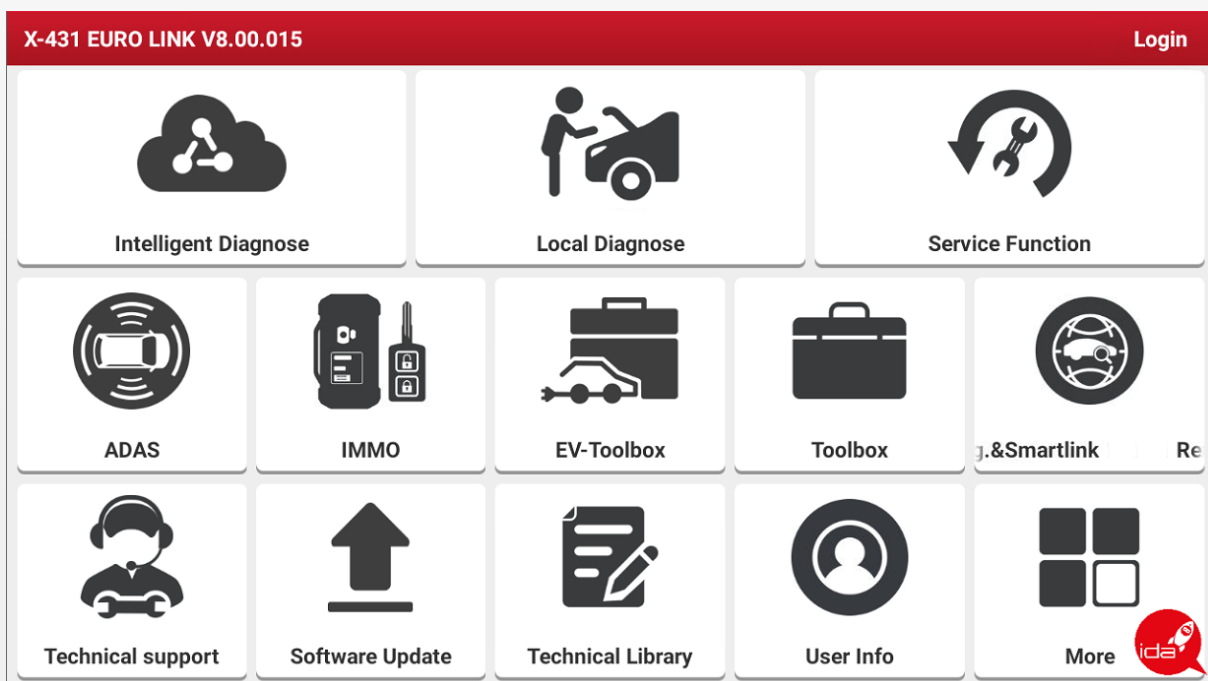 X-431 EURO LINK V8.00.015
Login
Intelligent Diagnose
Local Diagnose
Service Function
ADAS
IMMO
EV-Toolbox
Toolbox
.&Smartlink
Re
Technical support
Software Update
Technical Library
User Info
More
ida